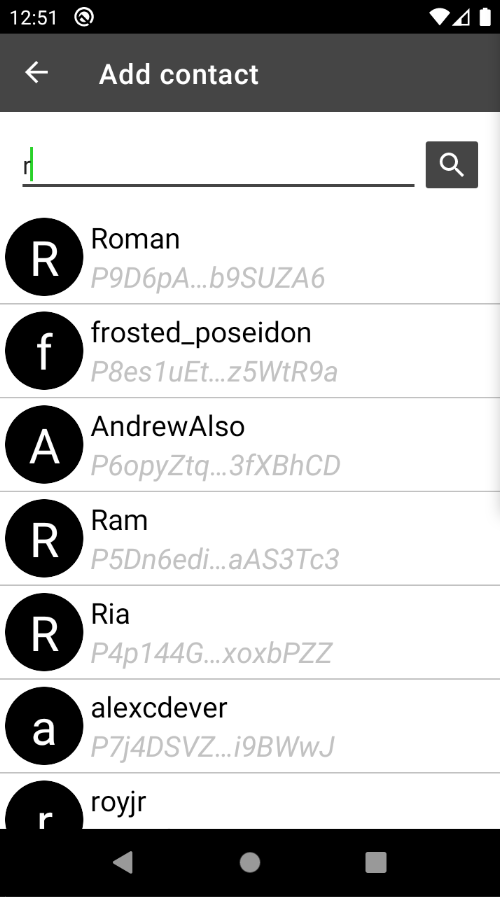 12:51
Add contact
r
R
Roman
P9D6pA...b9SUZA6
f
frosted_poseidon
P8es1uEt...z5WtR9a
A
AndrewAlso
P6opyZtq...3fXBhCD
R
Ram
P5Dn6edi...aAS3Tc3
R
Ria
P4p144G...xoxbPZZ
a
alexcdever
P7j4DSVZ...i9BWwJ
r
royjr